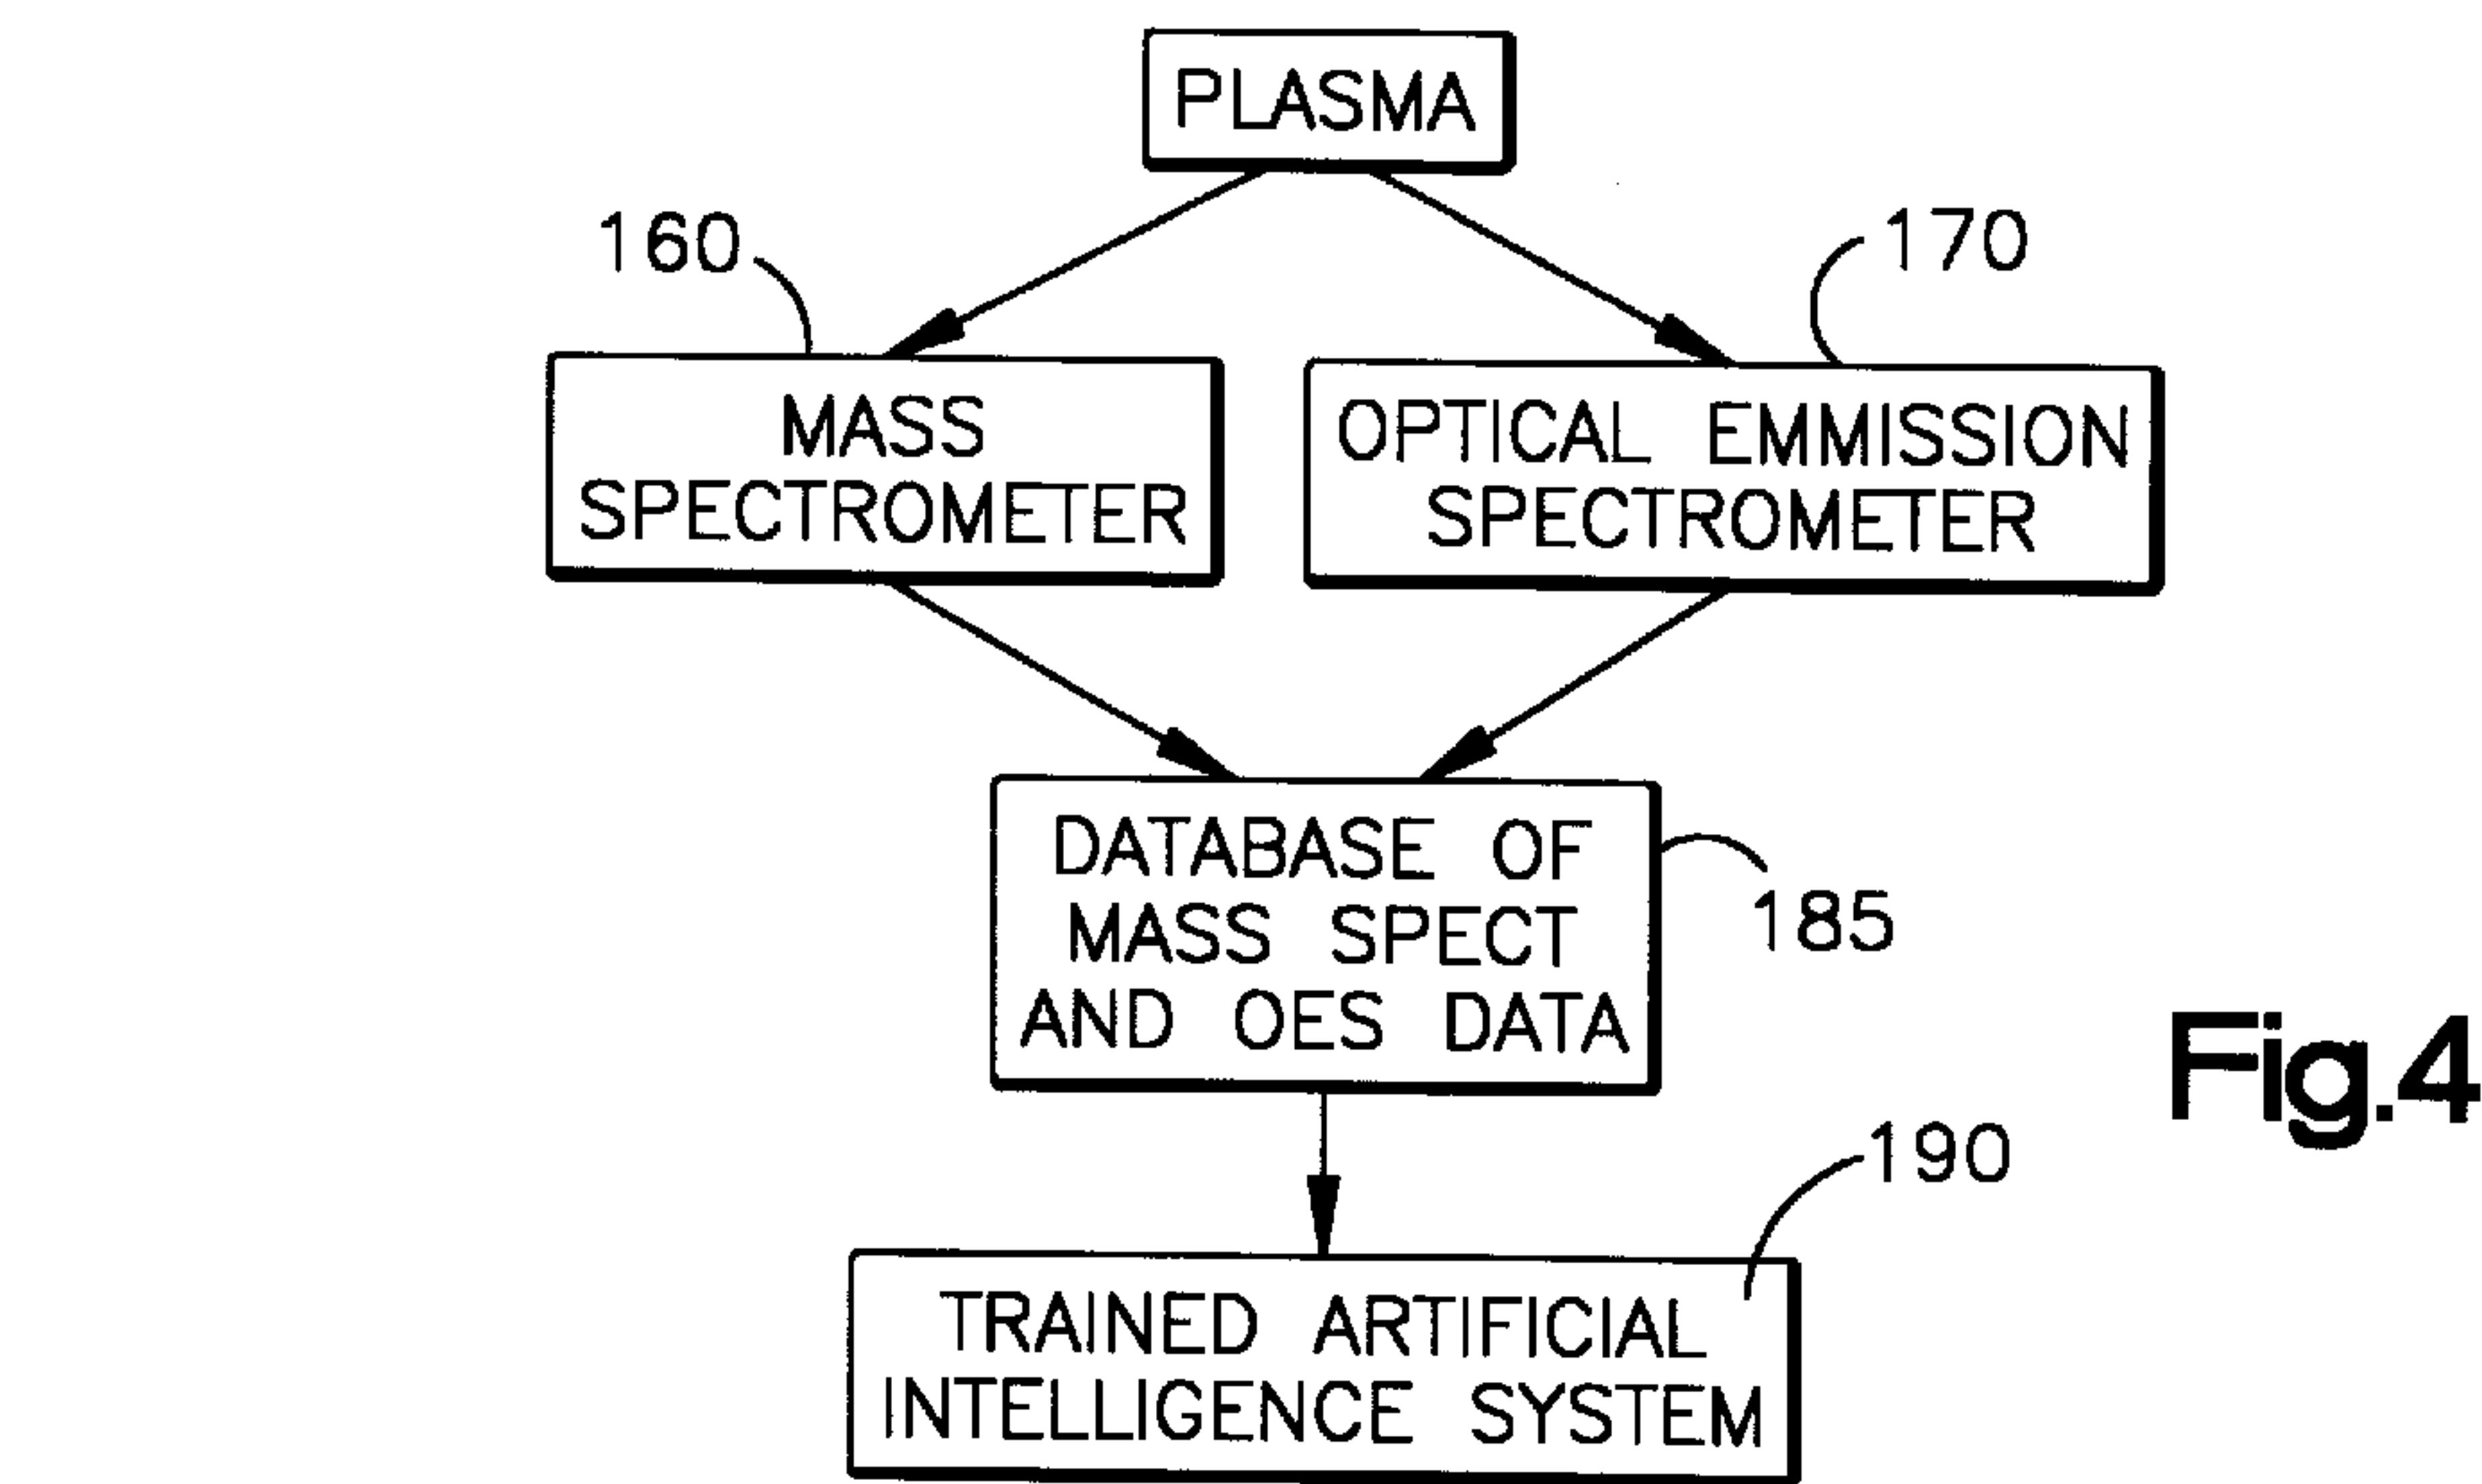 PLASMA
160
170
MASS
SPECTROMETER
OPTICAL EMMISSION
SPECTROMETER
DATABASE OF
MASS SPECT
AND OES DATA
185
Fig.4
190
TRAINED ARTIFICIAL
INTELLIGENCE SYSTEM